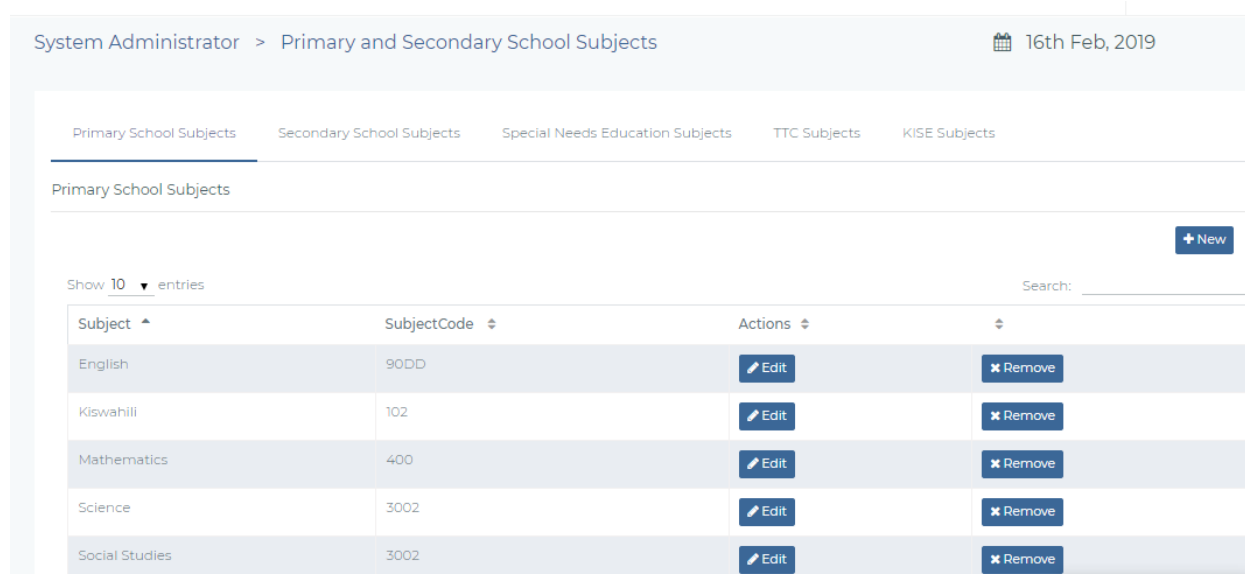 System Administrator > Primary and Secondary School Subjects 16th Feb, 2019
Primary School Subjects Secondary School Subjects Special Needs Education Subjects TTC Subjects KISE Subjects
Primary School Subjects
+ New
Show 10 entries Search:
Subject SubjectCode Actions
English 90DD Edit Remove
Kiswahili 102 Edit Remove
Mathematics 400 Edit Remove
Science 3002 Edit Remove
Social Studies 3002 Edit Remove